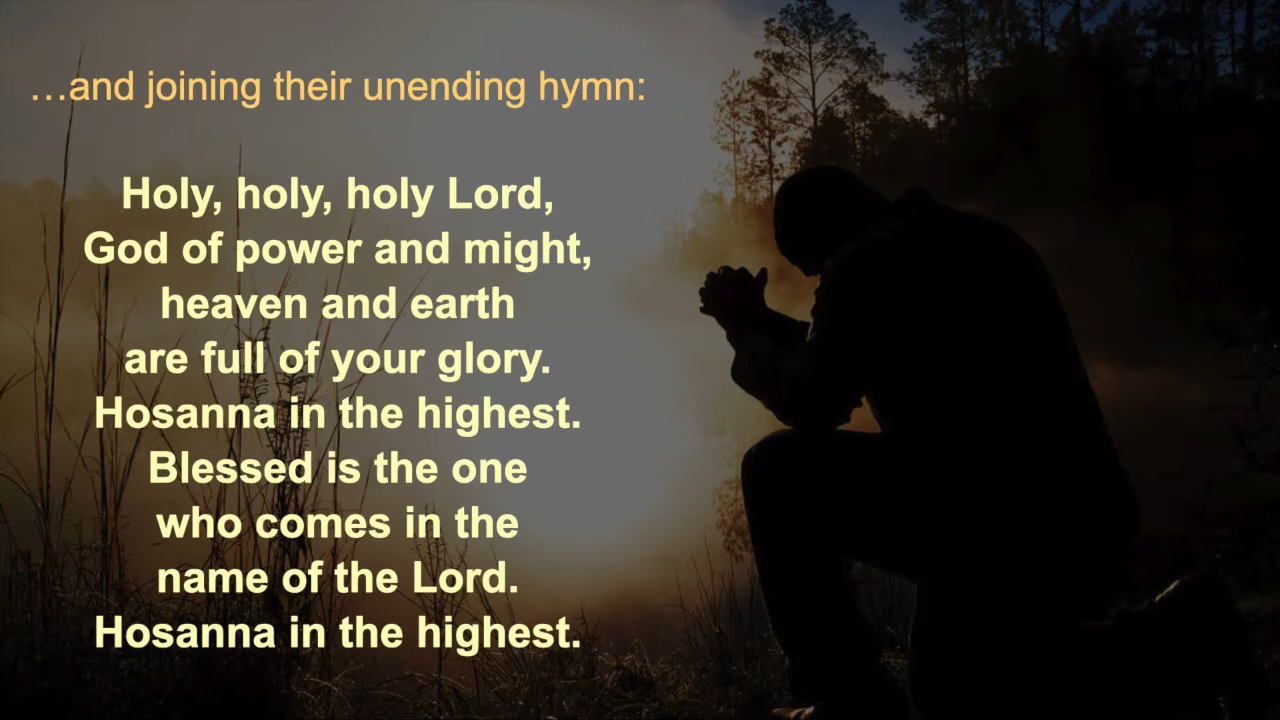 …and joining their unending hymn:
Holy, holy, holy Lord,
God of power and might,
heaven and earth
are full of your glory.
Hosanna in the highest.
Blessed is the one
who comes in the
name of the Lord.
Hosanna in the highest.